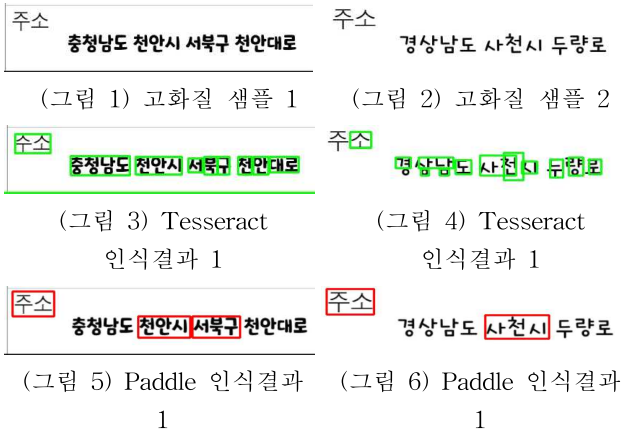 주소
충청남도 천안시 서북구 천안대로
(그림 1) 고화질 샘플 1
주소
경상남도 사천시 두량로
(그림 2) 고화질 샘플 2
주소
충청남도 천안시 서북구 천안대로
(그림 3) Tesseract
인식결과 1
주소
경상남도 사천시 두량로
(그림 4) Tesseract
인식결과 1
주소
충청남도 천안시 서북구 천안대로
(그림 5) Paddle 인식결과
1
주소
경상남도 사천시 두량로
(그림 6) Paddle 인식결과
1